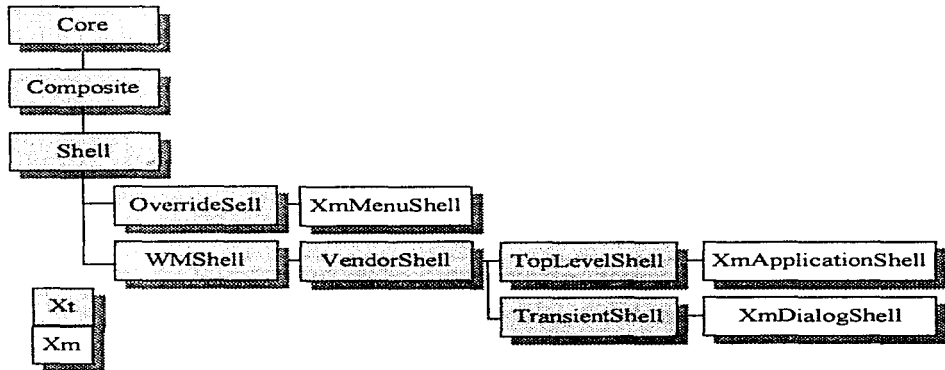 Core
Composite
Shell
OverrideSell XmMenuShell
WMShell VendorShell TopLevelShell XmApplicationShell
TransientShell XmDialogShell
Xt
Xm